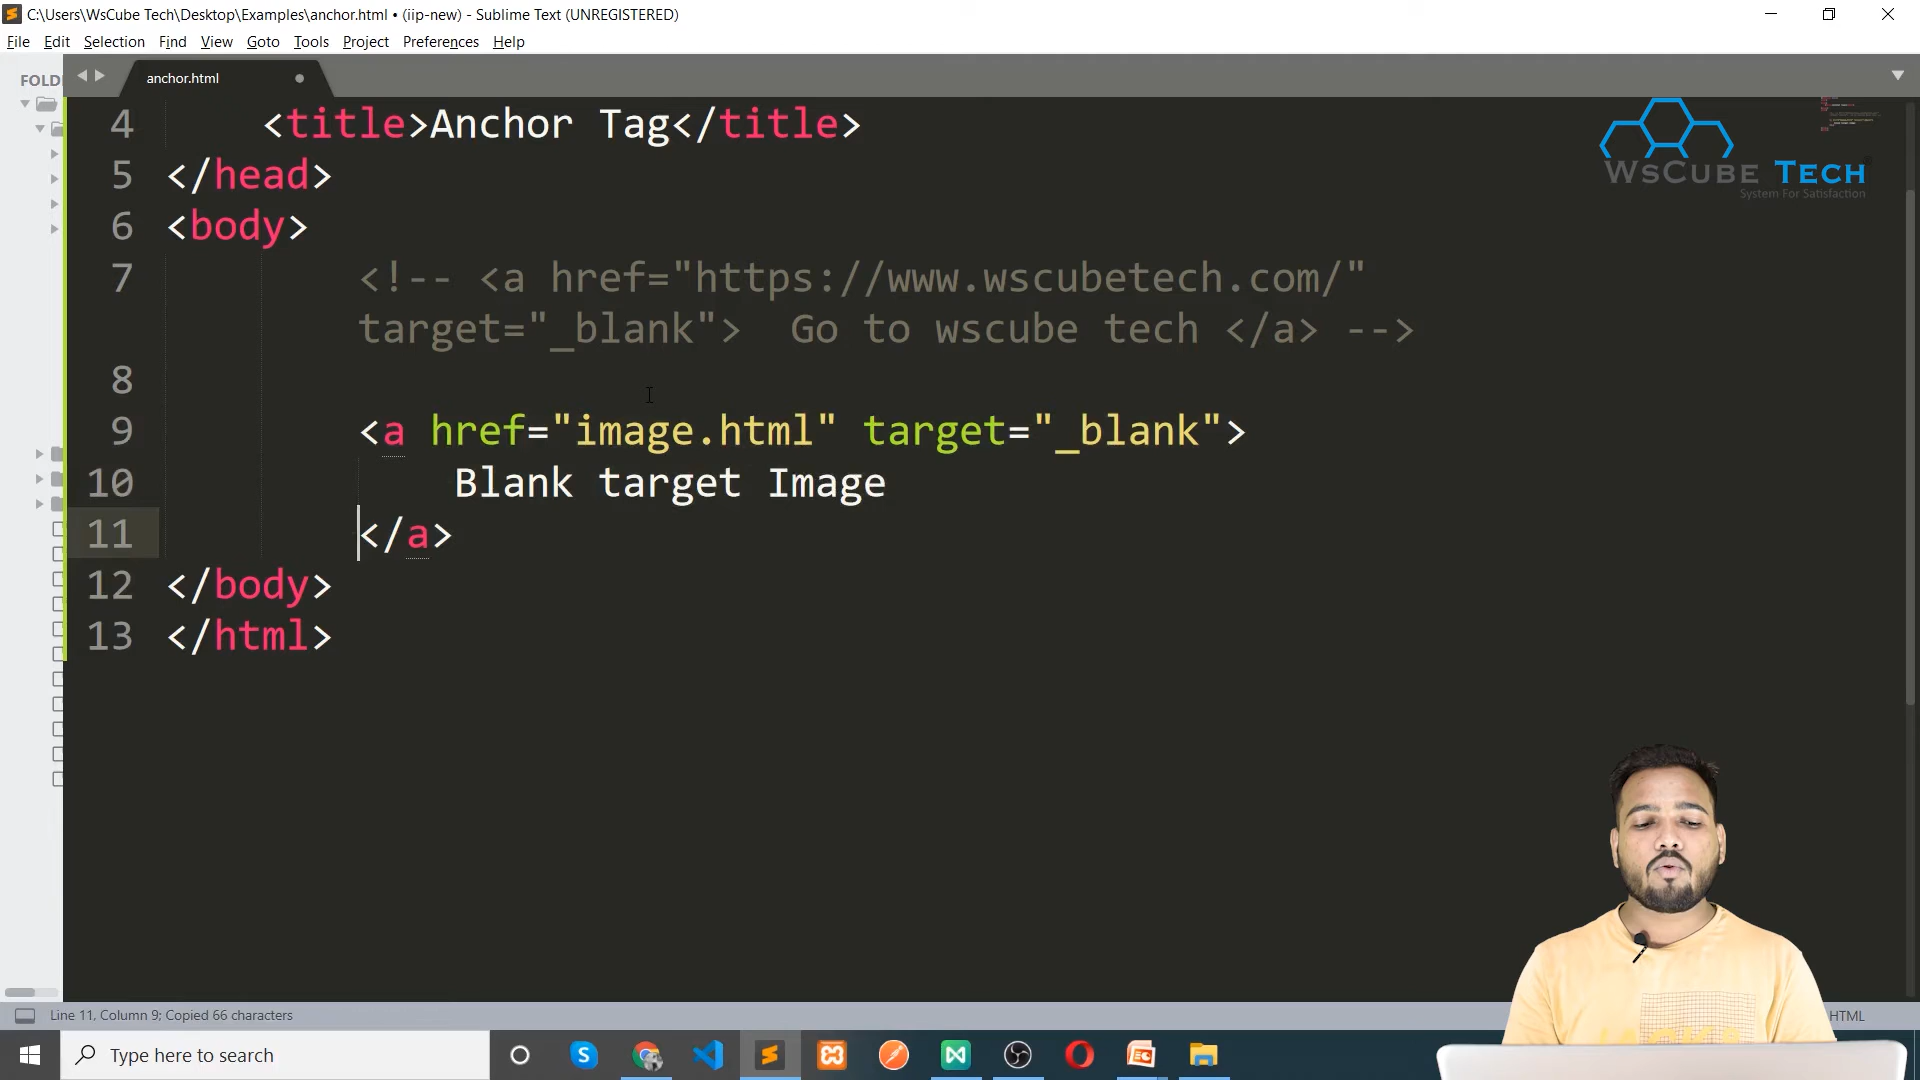 C:\Users\WsCube Tech\Desktop\Examples\anchor.html • (iip-new) - Sublime Text (UNREGISTERED)
File Edit Selection Find View Goto Tools Project Preferences Help
FOLD
anchor.html
4 <title>Anchor Tag</title>
5 </head>
6 <body>
7 <!-- <a href="https://www.wscubetech.com/"
target="_blank">  Go to wscube tech </a> -->
8
9 <a href="image.html" target="_blank">
10 Blank target Image
11 </a>
12 </body>
13 </html>
WsCube Tech
System For Satisfaction
Line 11, Column 9; Copied 66 characters
HTML
Type here to search